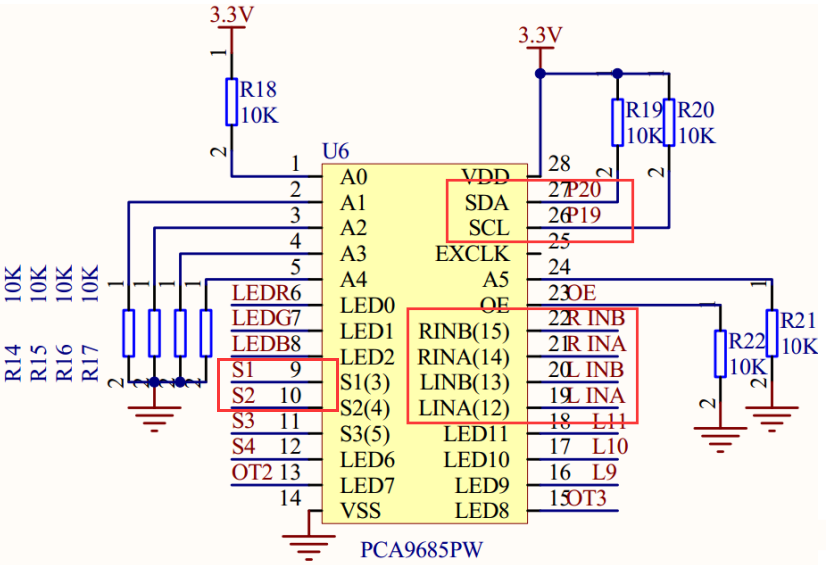 3.3V
3.3V
1
R18
10K
2
1
1
R19
10K
R20
10K
2
2
U6
1 A0
2 A1
3 A2
4 A3
5 A4
LEDR 6 LED0
LEDG 7 LED1
LEDB 8 LED2
S1 9 S1(3)
S2 10 S2(4)
S3 11 S3(5)
S4 12 LED6
OT2 13 LED7
14 VSS
VDD 28
SDA 27 P20
SCL 26 P19
EXCLK 25
A5 24
OE 23 OE
RINB(15) 22 R INB
RINA(14) 21 R INA
LINB(13) 20 L INB
LINA(12) 19 L INA
LED11 18 L11
LED10 17 L10
LED9 16 L9
LED8 15 OT3
PCA9685PW
R14 10K
R15 10K
R16 10K
R17 10K
1 1 1 1
2 2 2 2
1
R22
10K
2
1
R21
10K
2